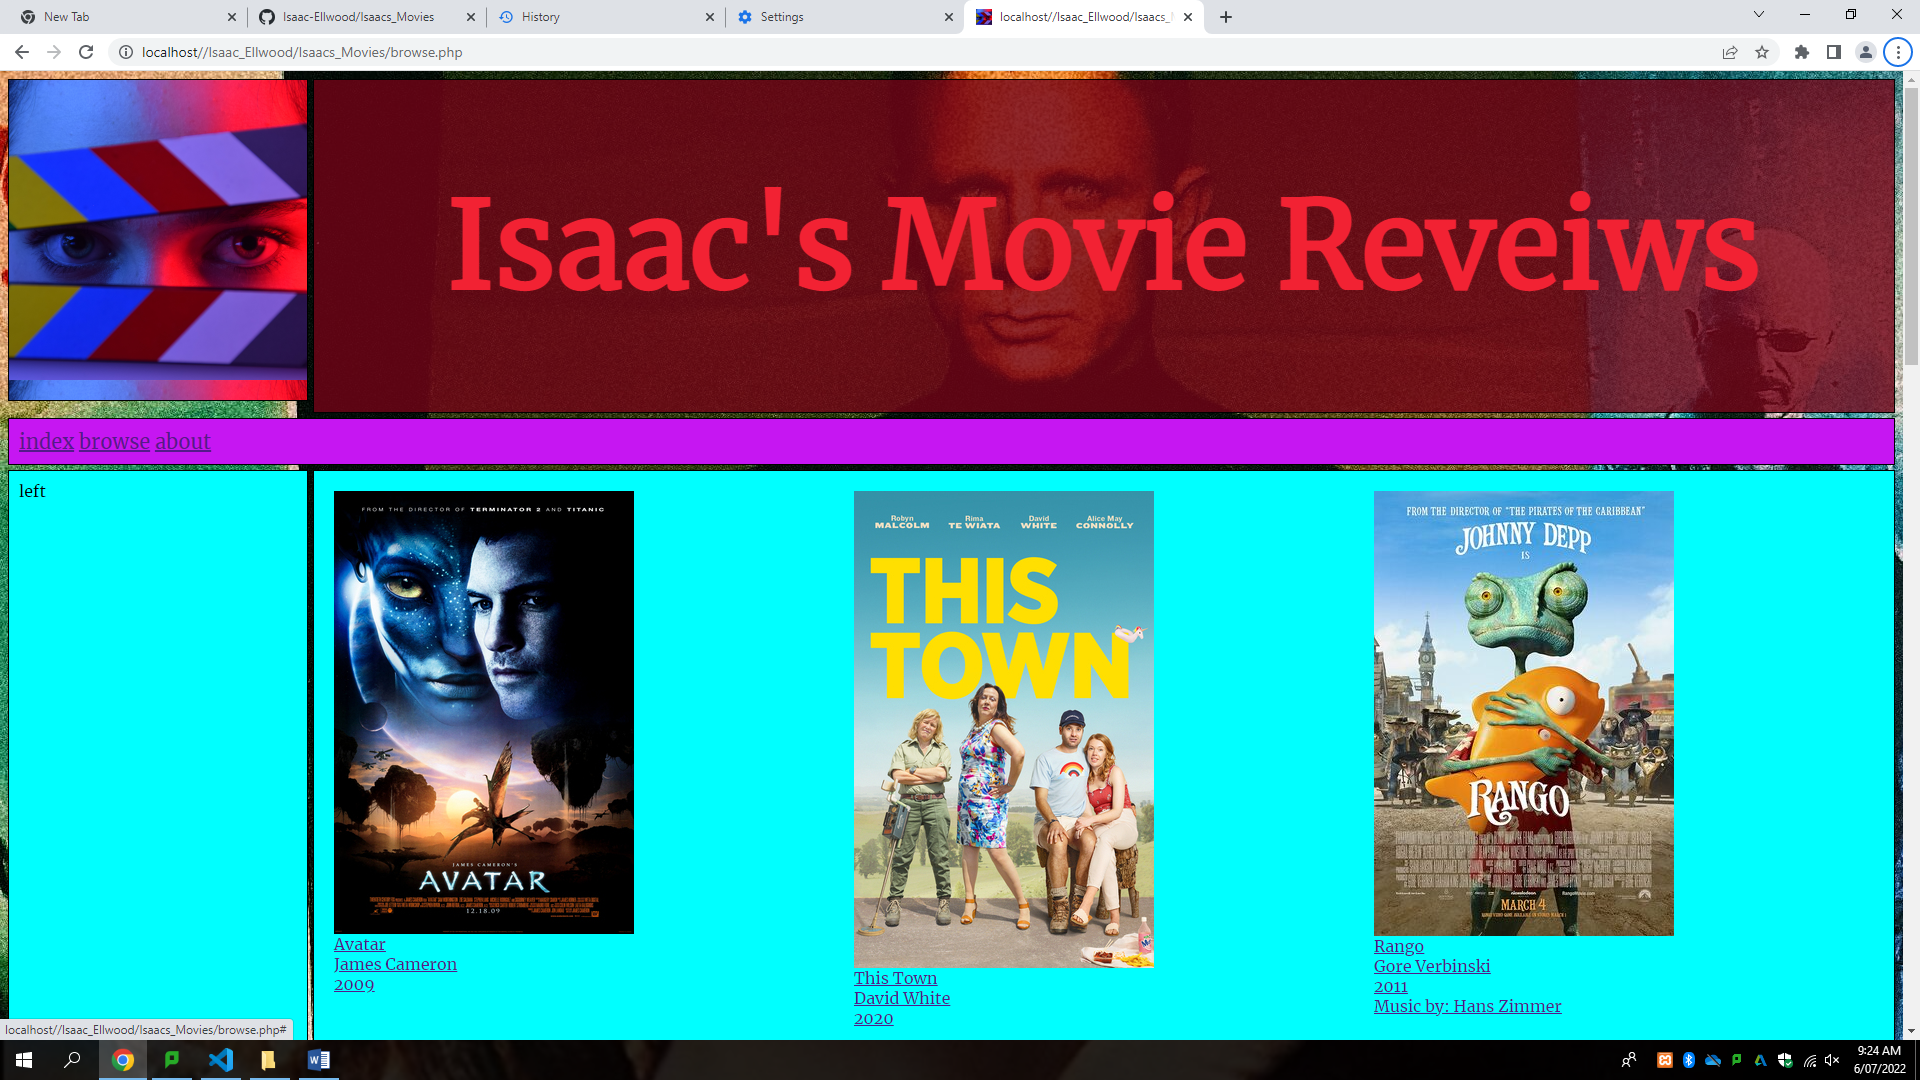 New Tab
Isaac-Ellwood/Isaacs_Movies
History
Settings
localhost//Isaac_Ellwood/Isaacs_
localhost//Isaac_Ellwood/Isaacs_Movies/browse.php
Isaac's Movie Reveiws
index browse about
left
FROM THE DIRECTOR OF TERMINATOR 2 AND TITANIC
JAMES CAMERON'S
AVATAR
12.18.09
Avatar
James Cameron
2009
Robyn MALCOLM
Rima TE WIATA
David WHITE
Alice May CONNOLLY
THIS
TOWN
This Town
David White
2020
FROM THE DIRECTOR OF "THE PIRATES OF THE CARIBBEAN"
JOHNNY DEPP
IS
RANGO
MARCH 4
Rango
Gore Verbinski
2011
Music by: Hans Zimmer
localhost//Isaac_Ellwood/Isaacs_Movies/browse.php#
9:24 AM
6/07/2022